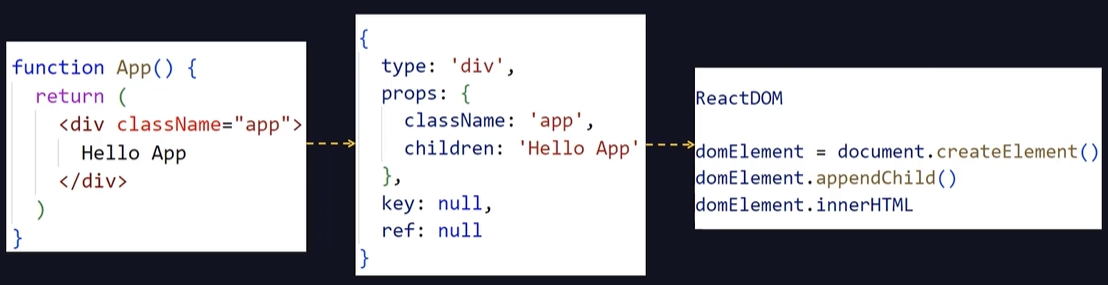 function App() {
return (
<div className="app">
Hello App
</div>
)
}
{
type: 'div',
props: {
className: 'app',
children: 'Hello App'
},
key: null,
ref: null
}
ReactDOM
domElement = document.createElement()
domElement.appendChild()
domElement.innerHTML